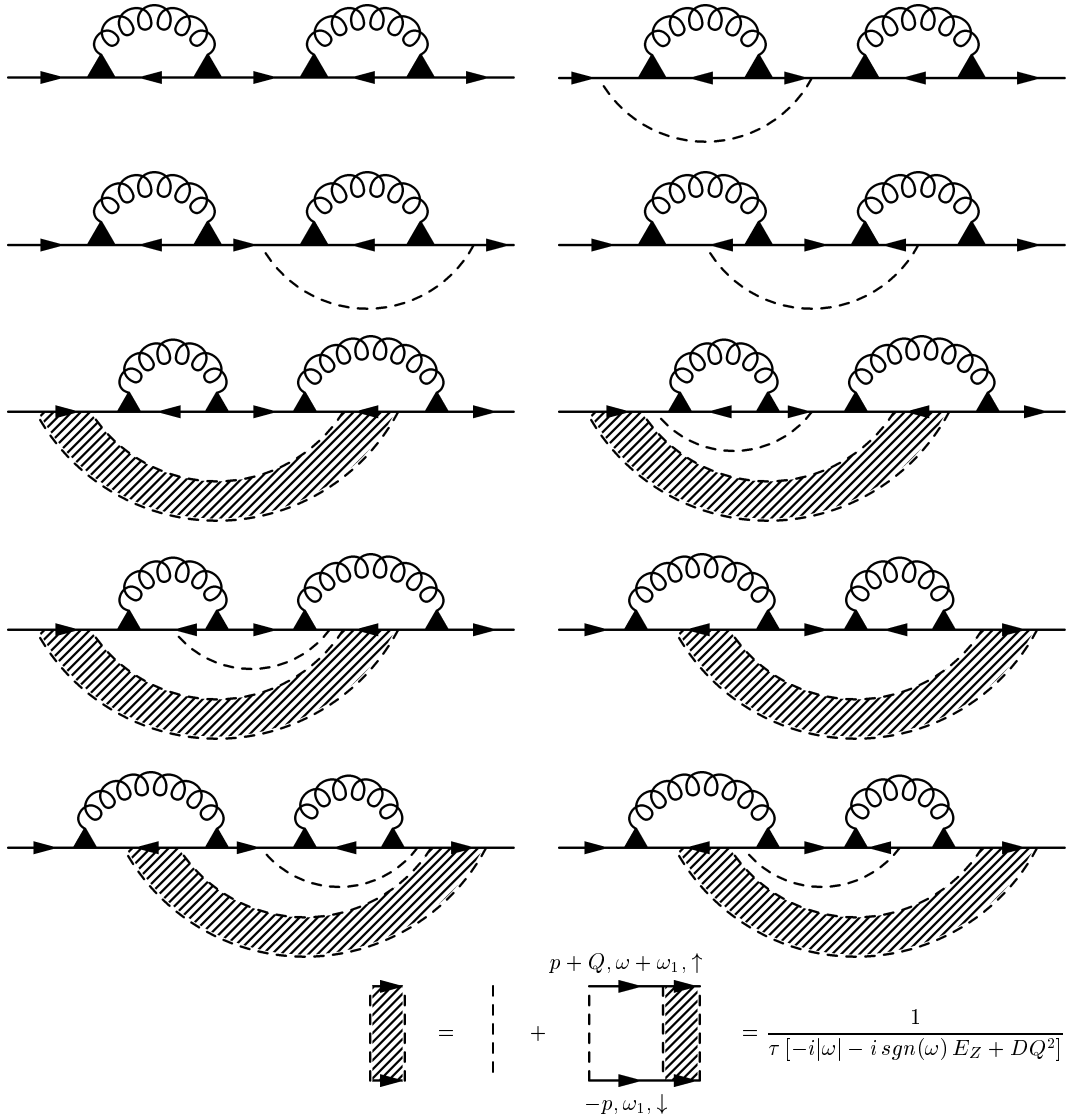 p + Q, ω + ω₁, ↑
= + = 1 / τ [−i|ω| − i sgn(ω) E_Z + DQ²]
−p, ω₁, ↓